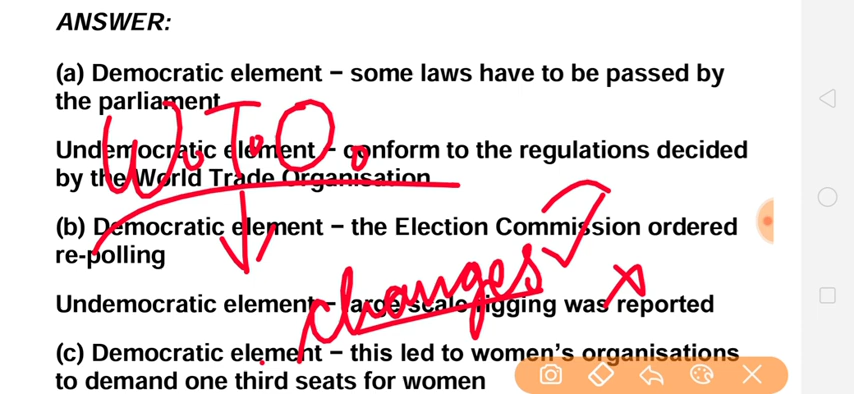 ANSWER:
(a) Democratic element – some laws have to be passed by
the parliament
Undemocratic element – conform to the regulations decided
by the World Trade Organisation
W.T.O.
(b) Democratic element – the Election Commission ordered
re-polling
changes
Undemocratic element – large scale rigging was reported
(c) Democratic element – this led to women's organisations
to demand one third seats for women